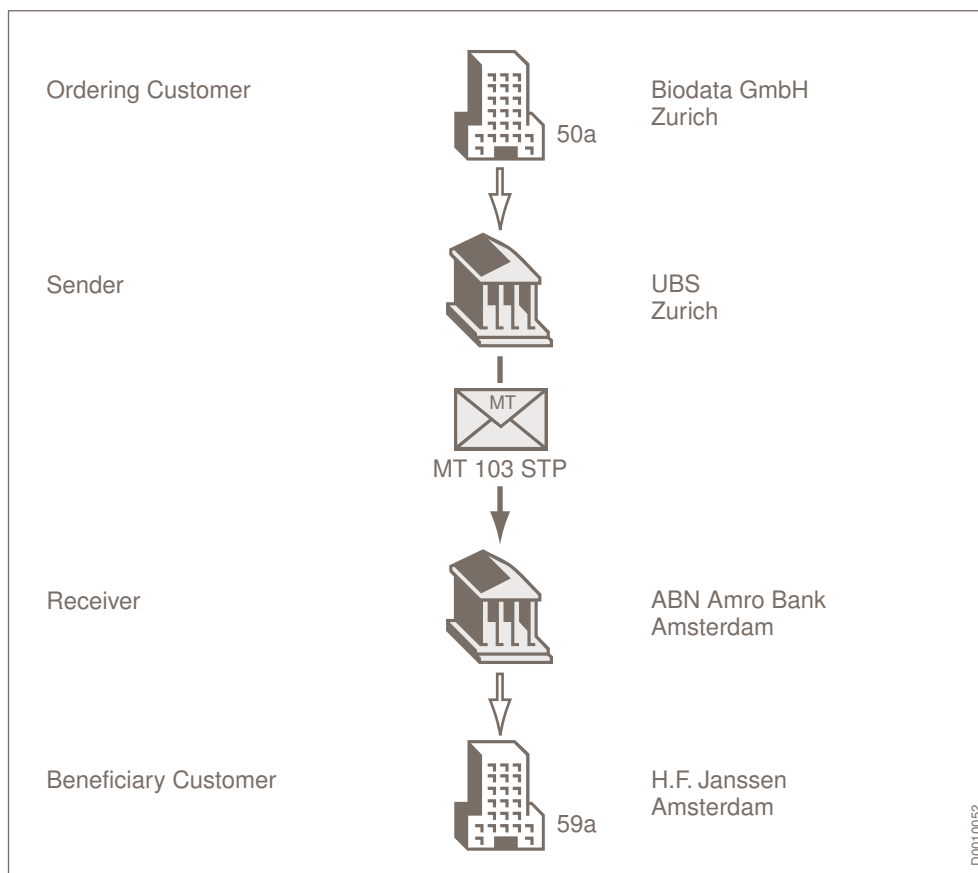 Ordering Customer
50a
Biodata GmbH
Zurich
Sender
UBS
Zurich
MT
MT 103 STP
Receiver
ABN Amro Bank
Amsterdam
Beneficiary Customer
59a
H.F. Janssen
Amsterdam
D0010052